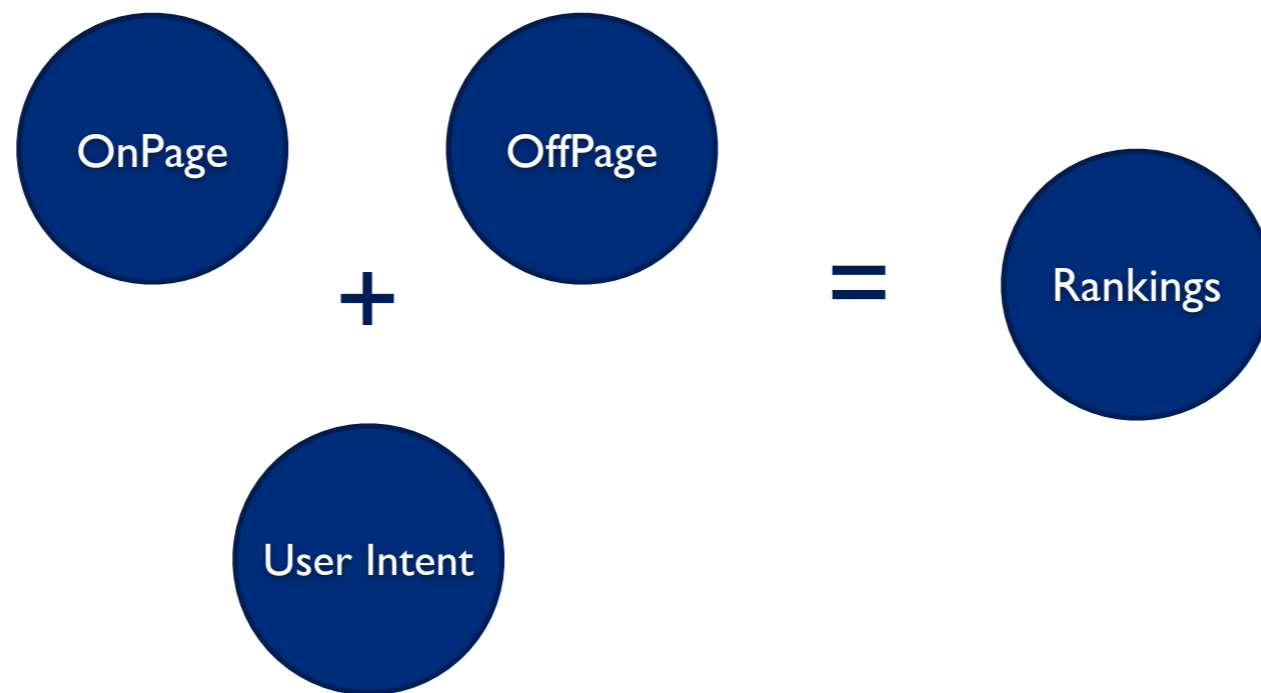 OnPage
OffPage
+
=
Rankings
User Intent